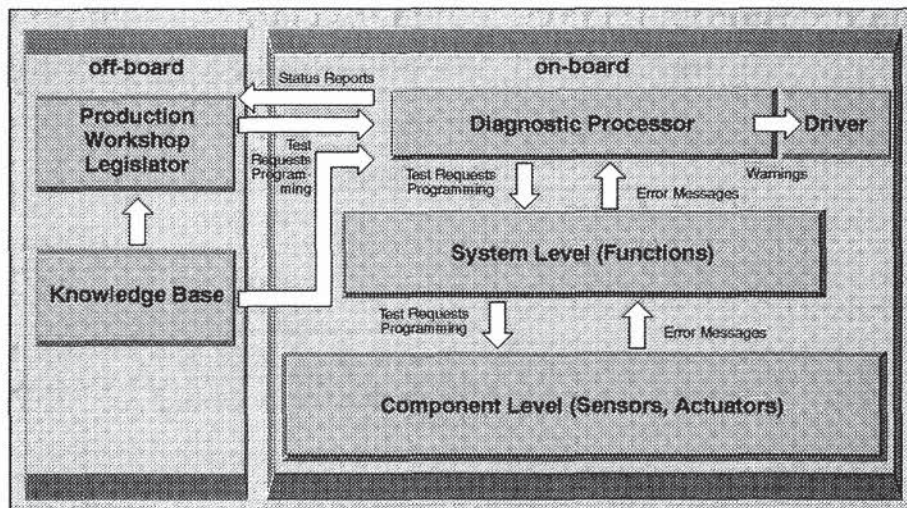 off-board
on-board
Status Reports
Production
Workshop
Legislator
Diagnostic Processor
Driver
Test
Requests
Program-
ming
Test Requests
Programming
Error Messages
Warnings
System Level (Functions)
Knowledge Base
Test Requests
Programming
Error Messages
Component Level (Sensors, Actuators)